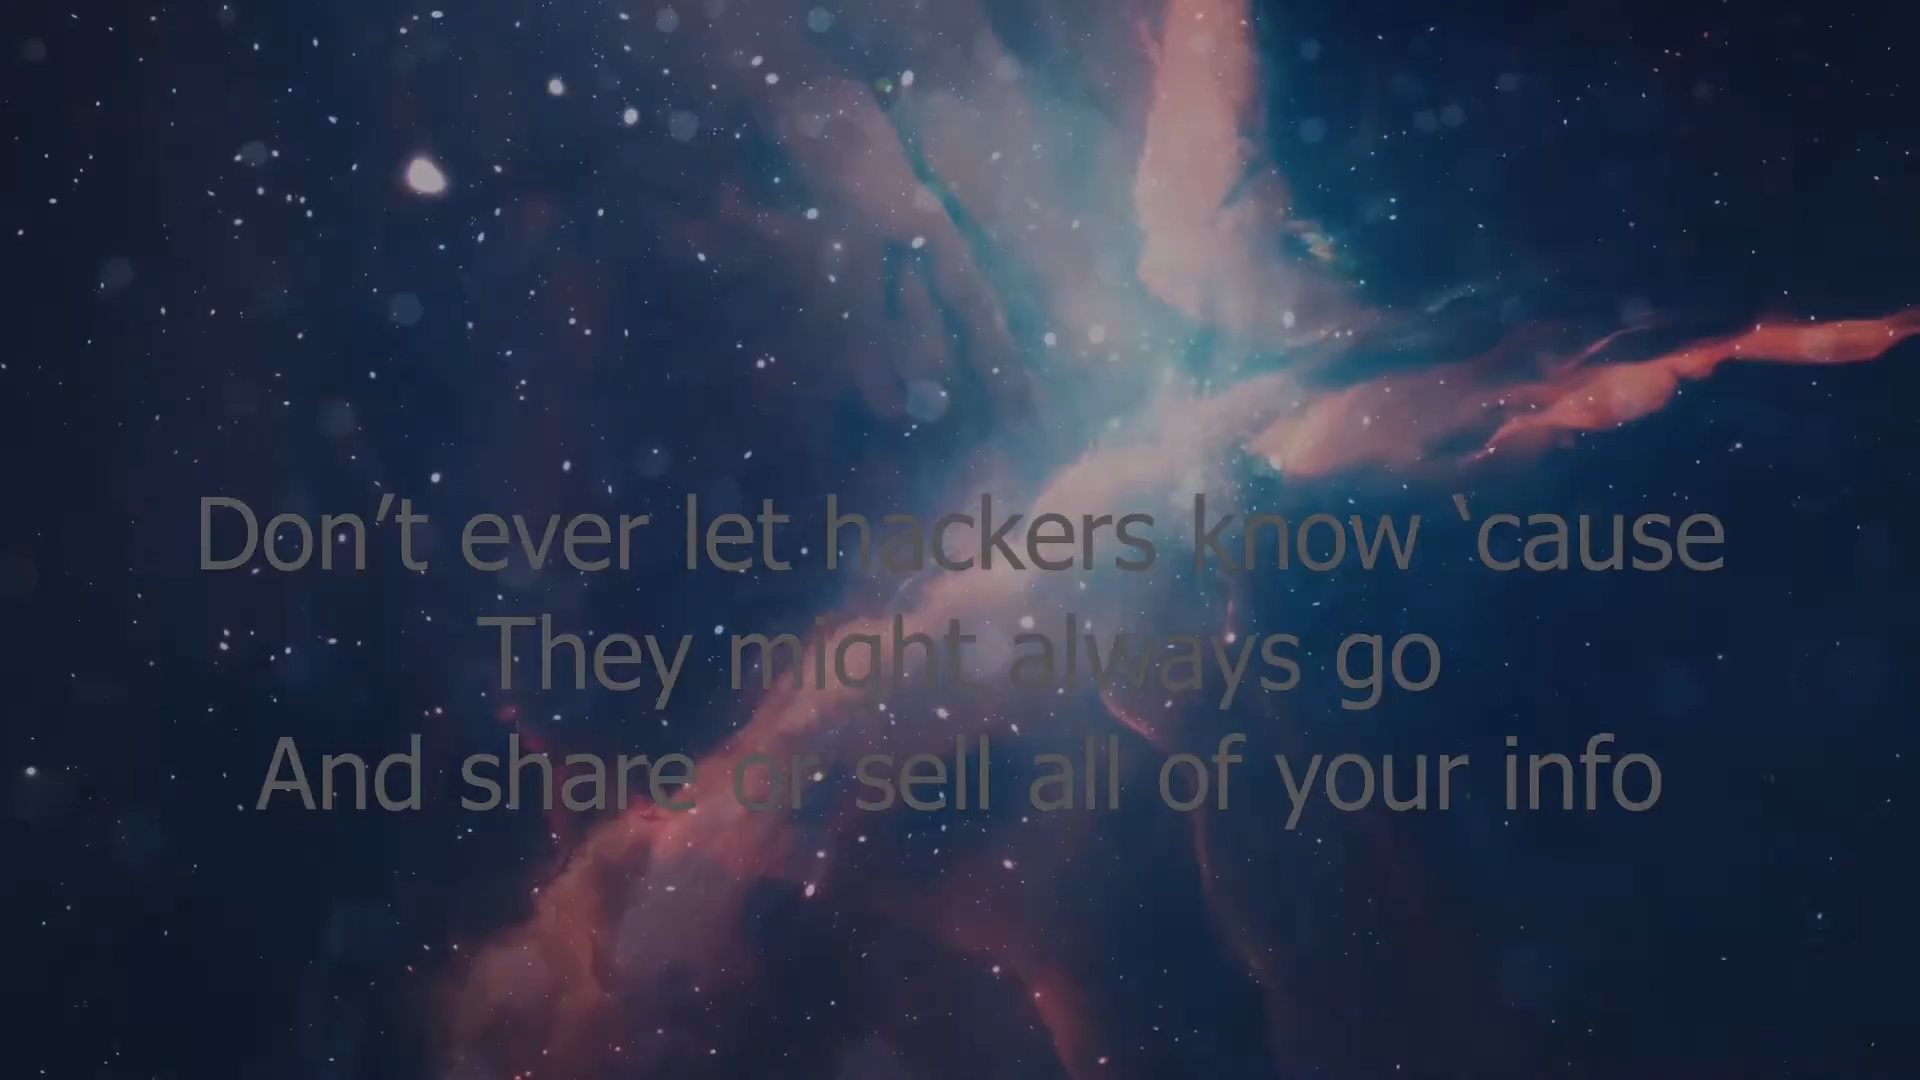 Don’t ever let hackers know ‘cause
They might always go
And share or sell all of your info